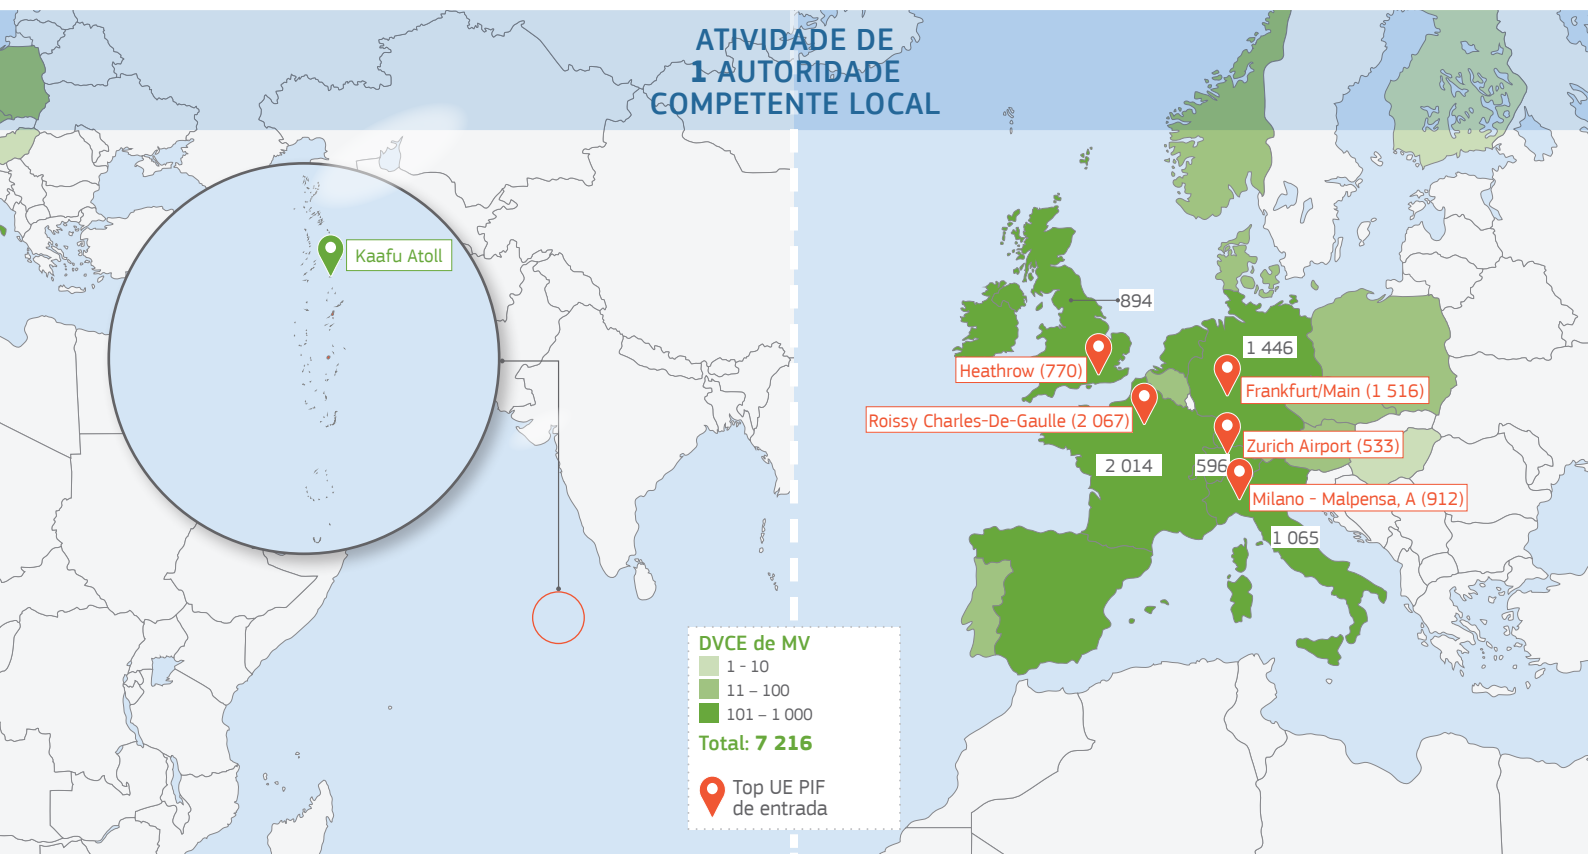 ATIVIDADE DE
1 AUTORIDADE
COMPETENTE LOCAL
Kaafu Atoll
894
1 446
Heathrow (770)
Frankfurt/Main (1 516)
Roissy Charles-De-Gaulle (2 067)
Zurich Airport (533)
2 014
596
Milano - Malpensa, A (912)
1 065
DVCE de MV
1 - 10
11 – 100
101 – 1 000
Total: 7 216
Top UE PIF
de entrada